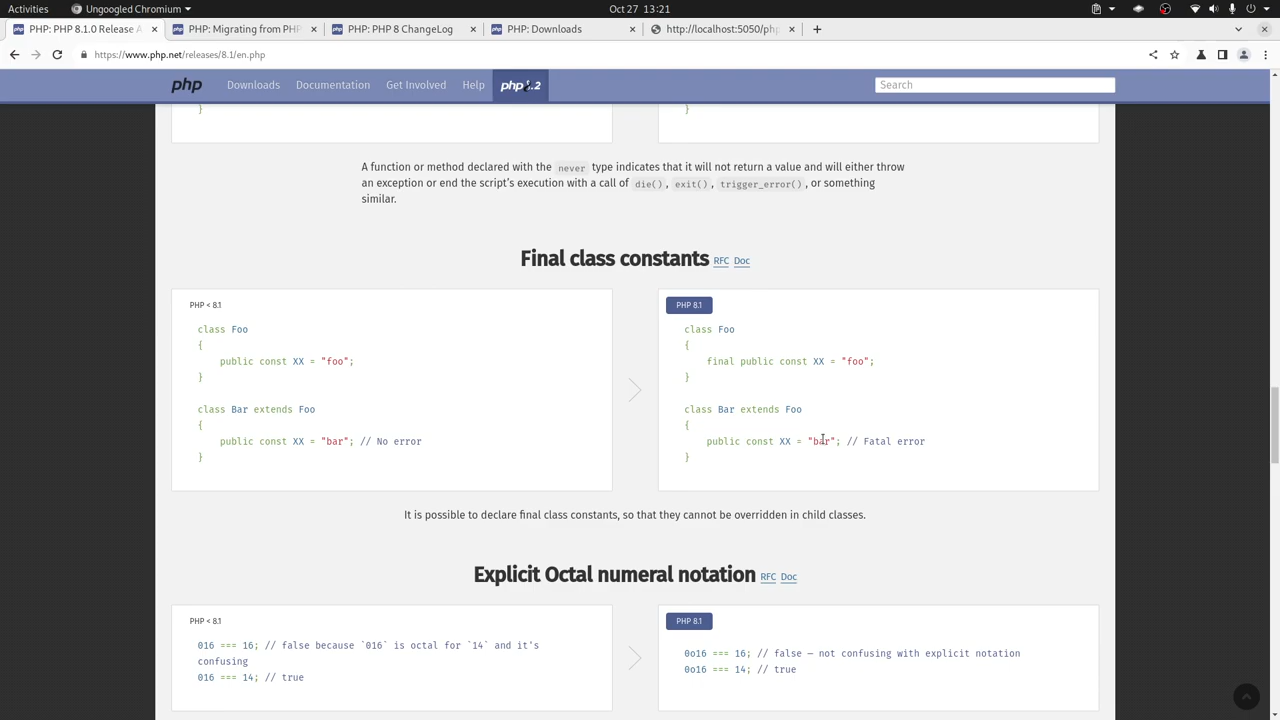 Activities
Ungoogled Chromium
Oct 27 13:21
PHP: PHP 8.1.0 Release A
PHP: Migrating from PHP
PHP: PHP 8 ChangeLog
PHP: Downloads
http://localhost:5050/php
https://www.php.net/releases/8.1/en.php
php
Downloads
Documentation
Get Involved
Help
php8.2
Search
}
}
A function or method declared with the never type indicates that it will not return a value and will either throw
an exception or end the script's execution with a call of die(), exit(), trigger_error(), or something
similar.
Final class constants RFC Doc
PHP < 8.1
class Foo
{
public const XX = "foo";
}
class Bar extends Foo
{
public const XX = "bar"; // No error
}
PHP 8.1
class Foo
{
final public const XX = "foo";
}
class Bar extends Foo
{
public const XX = "bar"; // Fatal error
}
It is possible to declare final class constants, so that they cannot be overridden in child classes.
Explicit Octal numeral notation RFC Doc
PHP < 8.1
016 === 16; // false because `016` is octal for `14` and it's
confusing
016 === 14; // true
PHP 8.1
0o16 === 16; // false — not confusing with explicit notation
0o16 === 14; // true